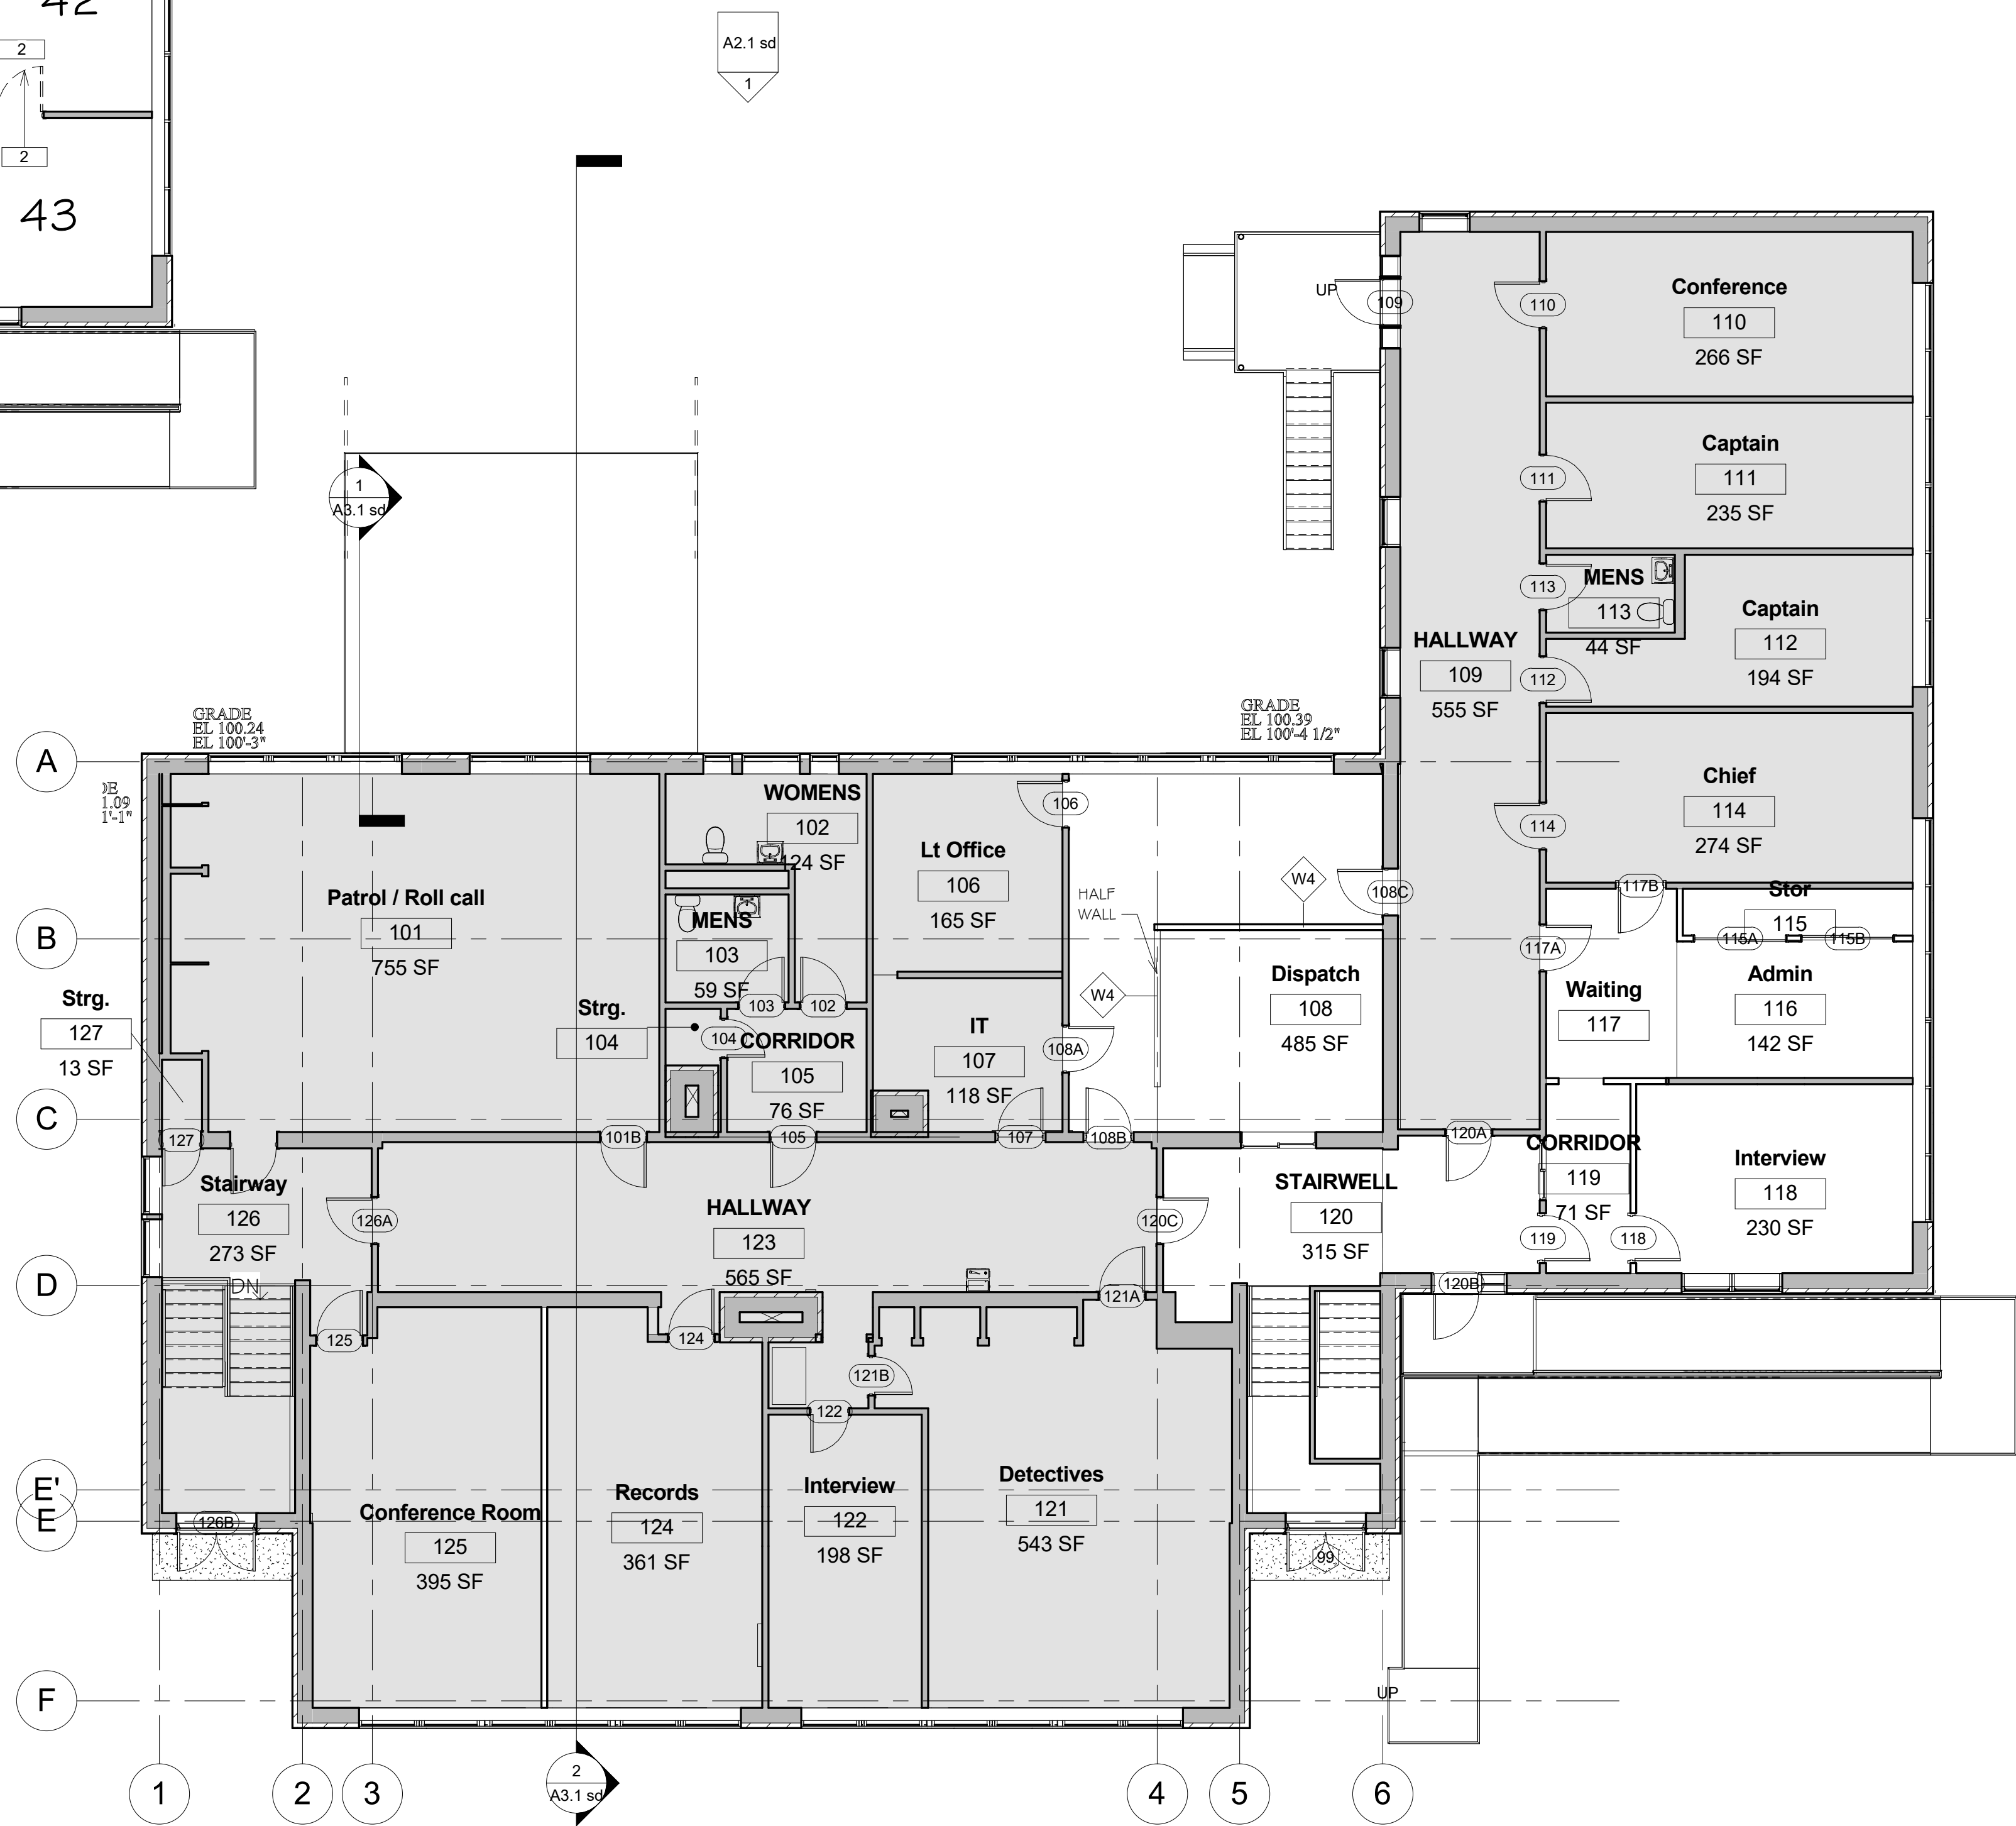 42
2
2
43
A2.1 sd
1
1
A3.1 sd
UP
109
110
Conference
110
266 SF
111
Captain
111
235 SF
113
MENS
113
44 SF
HALLWAY
109
555 SF
112
Captain
112
194 SF
GRADE
EL 100.24
EL 100'-3"
GRADE
EL 100.39
EL 100'-4 1/2"
A
1.09
1'-1"
WOMENS
102
124 SF
106
Lt Office
106
165 SF
114
Chief
114
274 SF
HALF
WALL
W4
108C
117B
Stor
115
115A
115B
117A
Patrol / Roll call
101
755 SF
B
MENS
103
59 SF
103
102
W4
Dispatch
108
485 SF
Waiting
117
Admin
116
142 SF
Strg.
127
13 SF
Strg.
104
104
CORRIDOR
105
76 SF
IT
107
118 SF
108A
C
127
101B
105
107
108B
120A
CORRIDOR
119
71 SF
Interview
118
230 SF
Stairway
126
273 SF
126A
HALLWAY
123
565 SF
120C
STAIRWELL
120
315 SF
119
118
D
DN
121A
120B
125
124
121B
122
E'
E
126B
Conference Room
125
395 SF
Records
124
361 SF
Interview
122
198 SF
Detectives
121
543 SF
99
F
UP
1
2
3
2
A3.1 sd
4
5
6